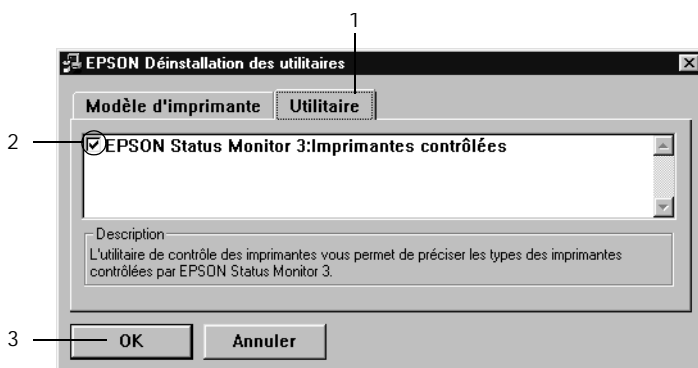 1
EPSON Déinstallation des utilitaires
Modèle d'imprimante Utilitaire
2
EPSON Status Monitor 3:Imprimantes contrôlées
Description
L'utilitaire de contrôle des imprimantes vous permet de préciser les types des imprimantes
contrôlées par EPSON Status Monitor 3.
3
OK Annuler